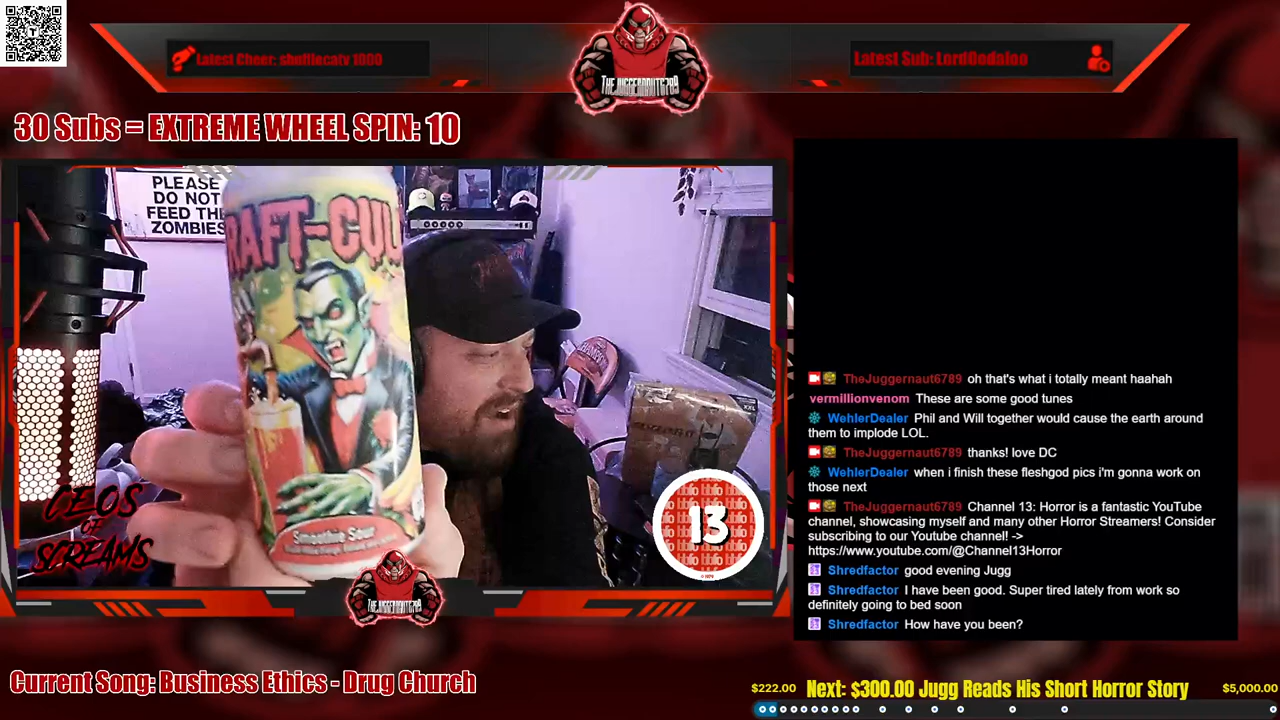 Latest Cheer: shufflecatv 1000
THEJUGGERNAUT6789
Latest Sub: LordOodaloo
30 Subs = EXTREME WHEEL SPIN: 10
PLEASE
DO NOT
FEED THE
ZOMBIES
RAFT-CUL
Smoothie Sour
CEOS
OF
SCREAMS
XXL
13
THEJUGGERNAUT6789
TheJuggernaut6789 oh that's what i totally meant haahah
vermillionvenom These are some good tunes
WehlerDealer Phil and Will together would cause the earth around
them to implode LOL.
TheJuggernaut6789 thanks! love DC
WehlerDealer when i finish these fleshgod pics i'm gonna work on
those next
TheJuggernaut6789 Channel 13: Horror is a fantastic YouTube
channel, showcasing myself and many other Horror Streamers! Consider
subscribing to our Youtube channel! ->
https://www.youtube.com/@Channel13Horror
Shredfactor good evening Jugg
Shredfactor I have been good. Super tired lately from work so
definitely going to bed soon
Shredfactor How have you been?
Current Song: Business Ethics - Drug Church
$222.00 Next: $300.00 Jugg Reads His Short Horror Story $5,000.00